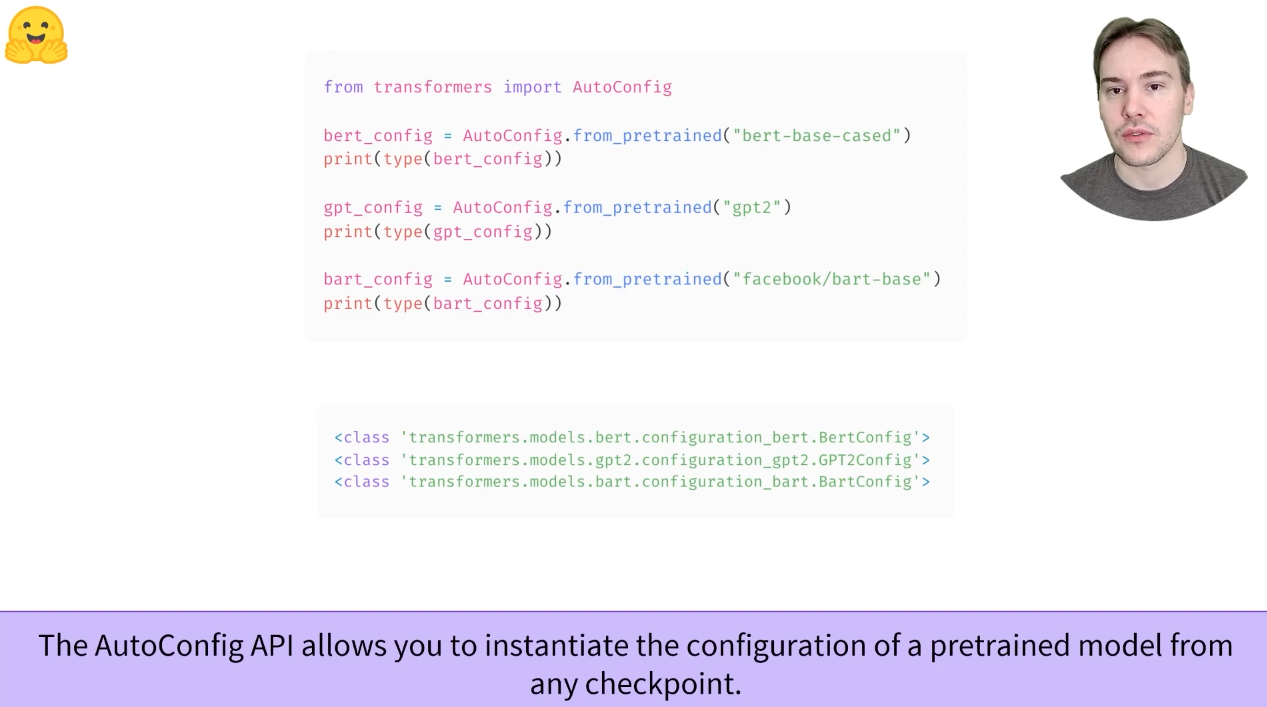 from transformers import AutoConfig
bert_config = AutoConfig.from_pretrained("bert-base-cased")
print(type(bert_config))
gpt_config = AutoConfig.from_pretrained("gpt2")
print(type(gpt_config))
bart_config = AutoConfig.from_pretrained("facebook/bart-base")
print(type(bart_config))
<class 'transformers.models.bert.configuration_bert.BertConfig'>
<class 'transformers.models.gpt2.configuration_gpt2.GPT2Config'>
<class 'transformers.models.bart.configuration_bart.BartConfig'>
The AutoConfig API allows you to instantiate the configuration of a pretrained model from
any checkpoint.